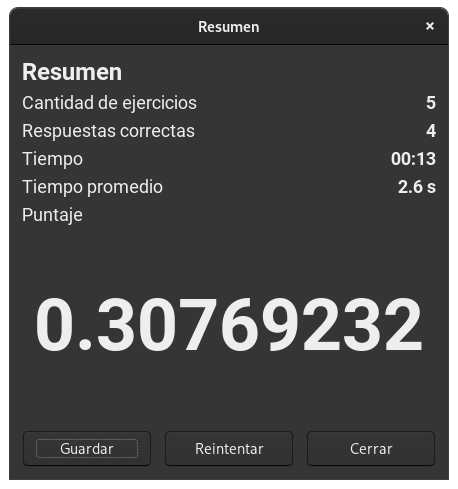 Resumen
Resumen
Cantidad de ejercicios 5
Respuestas correctas 4
Tiempo 00:13
Tiempo promedio 2.6 s
Puntaje
0.30769232
Guardar Reintentar Cerrar